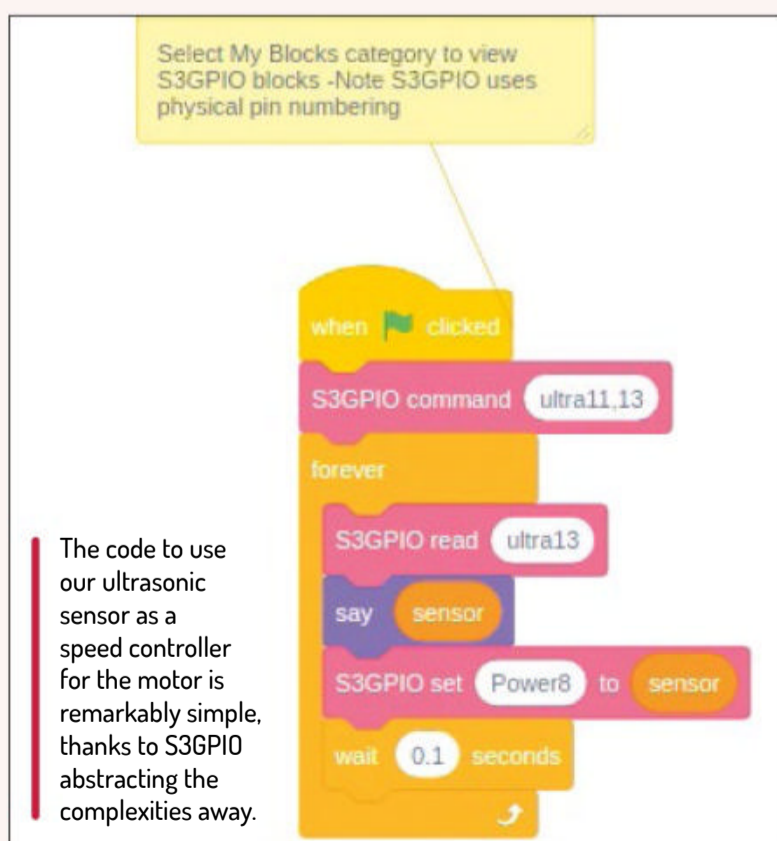 Select My Blocks category to view
S3GPIO blocks -Note S3GPIO uses
physical pin numbering
when clicked
S3GPIO command ultra11,13
forever
S3GPIO read ultra13
say sensor
S3GPIO set Power8 to sensor
wait 0.1 seconds
The code to use
our ultrasonic
sensor as a
speed controller
for the motor is
remarkably simple,
thanks to S3GPIO
abstracting the
complexities away.